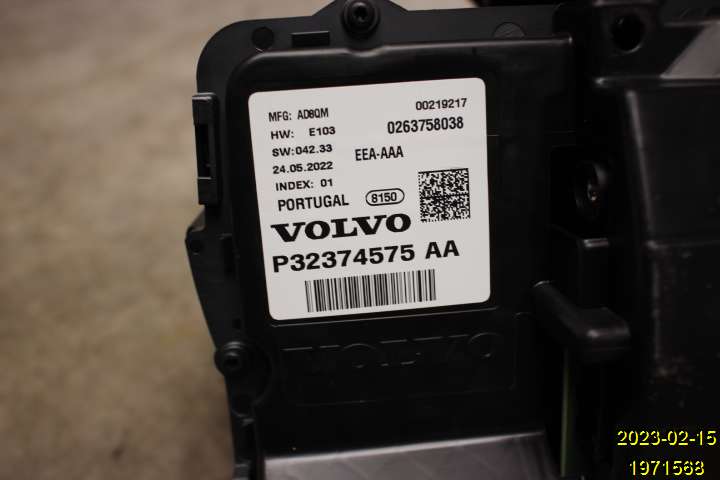 MFG: AD8QM 00219217
HW: E103 0263758038
SW:042.33 EEA-AAA
24.05.2022
INDEX: 01
PORTUGAL 8150
VOLVO
P32374575 AA
VOLVO
2023-02-15
1971568